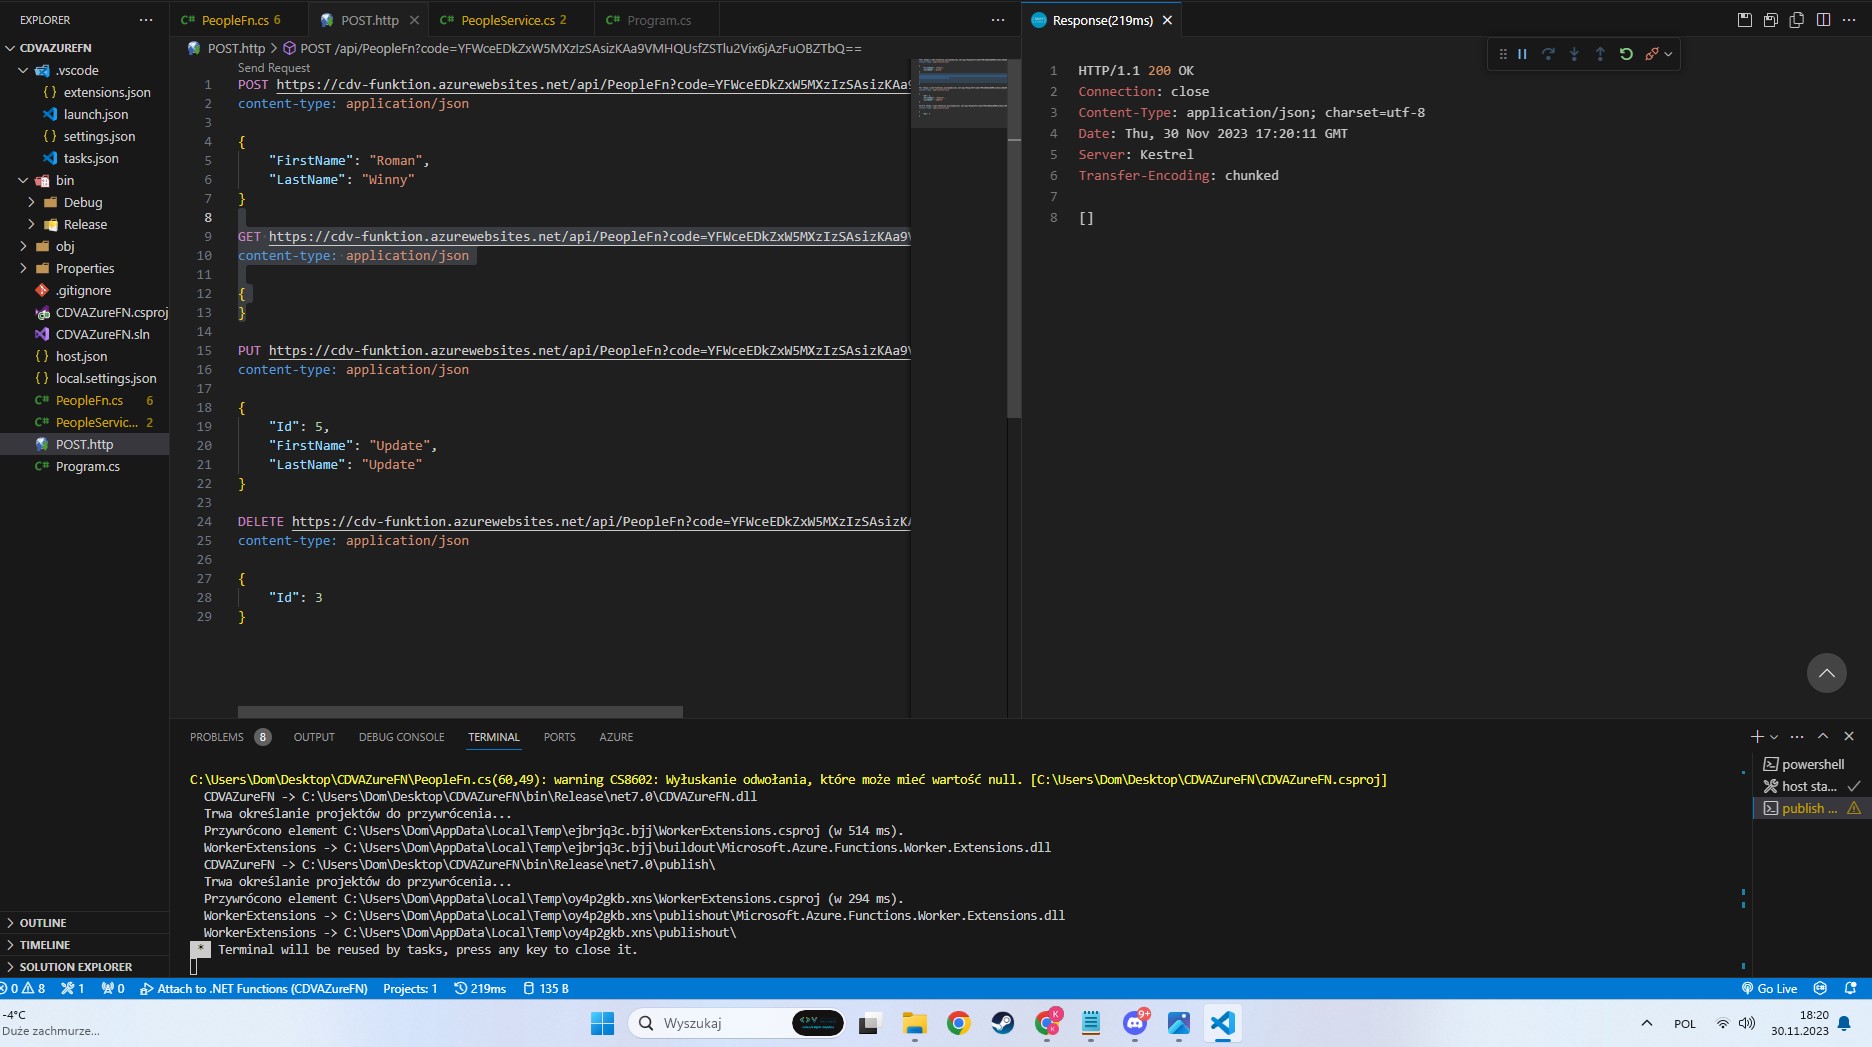 EXPLORER
CDVAZUREFN
.vscode
extensions.json
launch.json
settings.json
tasks.json
bin
Debug
Release
obj
Properties
.gitignore
CDVAZureFN.csproj
CDVAZureFN.sln
host.json
local.settings.json
PeopleFn.cs 6
PeopleServic... 2
POST.http
Program.cs
OUTLINE
TIMELINE
SOLUTION EXPLORER
PeopleFn.cs 6
POST.http
PeopleService.cs 2
Program.cs
POST.http > POST /api/PeopleFn?code=YFWceEDkZxW5MXzIzSAsizKAa9VMHQUsfZSTlu2Vix6jAzFuOBZTbQ==
Send Request
1 POST https://cdv-funktion.azurewebsites.net/api/PeopleFn?code=YFWceEDkZxW5MXzIzSAsizKAa9
2 content-type: application/json
3
4 {
5 "FirstName": "Roman",
6 "LastName": "Winny"
7 }
8
9 GET https://cdv-funktion.azurewebsites.net/api/PeopleFn?code=YFWceEDkZxW5MXzIzSAsizKAa9V
10 content-type: application/json
11
12 {
13 }
14
15 PUT https://cdv-funktion.azurewebsites.net/api/PeopleFn?code=YFWceEDkZxW5MXzIzSAsizKAa9V
16 content-type: application/json
17
18 {
19 "Id": 5,
20 "FirstName": "Update",
21 "LastName": "Update"
22 }
23
24 DELETE https://cdv-funktion.azurewebsites.net/api/PeopleFn?code=YFWceEDkZxW5MXzIzSAsizKA
25 content-type: application/json
26
27 {
28 "Id": 3
29 }
Response(219ms)
1 HTTP/1.1 200 OK
2 Connection: close
3 Content-Type: application/json; charset=utf-8
4 Date: Thu, 30 Nov 2023 17:20:11 GMT
5 Server: Kestrel
6 Transfer-Encoding: chunked
7
8 []
PROBLEMS 8 OUTPUT DEBUG CONSOLE TERMINAL PORTS AZURE
C:\Users\Dom\Desktop\CDVAZureFN\PeopleFn.cs(60,49): warning CS8602: Wyłuskanie odwołania, które może mieć wartość null. [C:\Users\Dom\Desktop\CDVAZureFN\CDVAZureFN.csproj]
CDVAZureFN -> C:\Users\Dom\Desktop\CDVAZureFN\bin\Release\net7.0\CDVAZureFN.dll
Trwa określanie projektów do przywrócenia...
Przywrócono element C:\Users\Dom\AppData\Local\Temp\ejbrjq3c.bjj\WorkerExtensions.csproj (w 514 ms).
WorkerExtensions -> C:\Users\Dom\AppData\Local\Temp\ejbrjq3c.bjj\buildout\Microsoft.Azure.Functions.Worker.Extensions.dll
CDVAZureFN -> C:\Users\Dom\Desktop\CDVAZureFN\bin\Release\net7.0\publish\
Trwa określanie projektów do przywrócenia...
Przywrócono element C:\Users\Dom\AppData\Local\Temp\oy4p2gkb.xns\WorkerExtensions.csproj (w 294 ms).
WorkerExtensions -> C:\Users\Dom\AppData\Local\Temp\oy4p2gkb.xns\publishout\Microsoft.Azure.Functions.Worker.Extensions.dll
WorkerExtensions -> C:\Users\Dom\AppData\Local\Temp\oy4p2gkb.xns\publishout\
* Terminal will be reused by tasks, press any key to close it.
powershell
host sta...
publish ...
0 8 1 0 Attach to .NET Functions (CDVAZureFN) Projects: 1 219ms 135 B Go Live
-4°C
Duże zachmurze...
Wyszukaj
K
K
9+
POL
18:20
30.11.2023